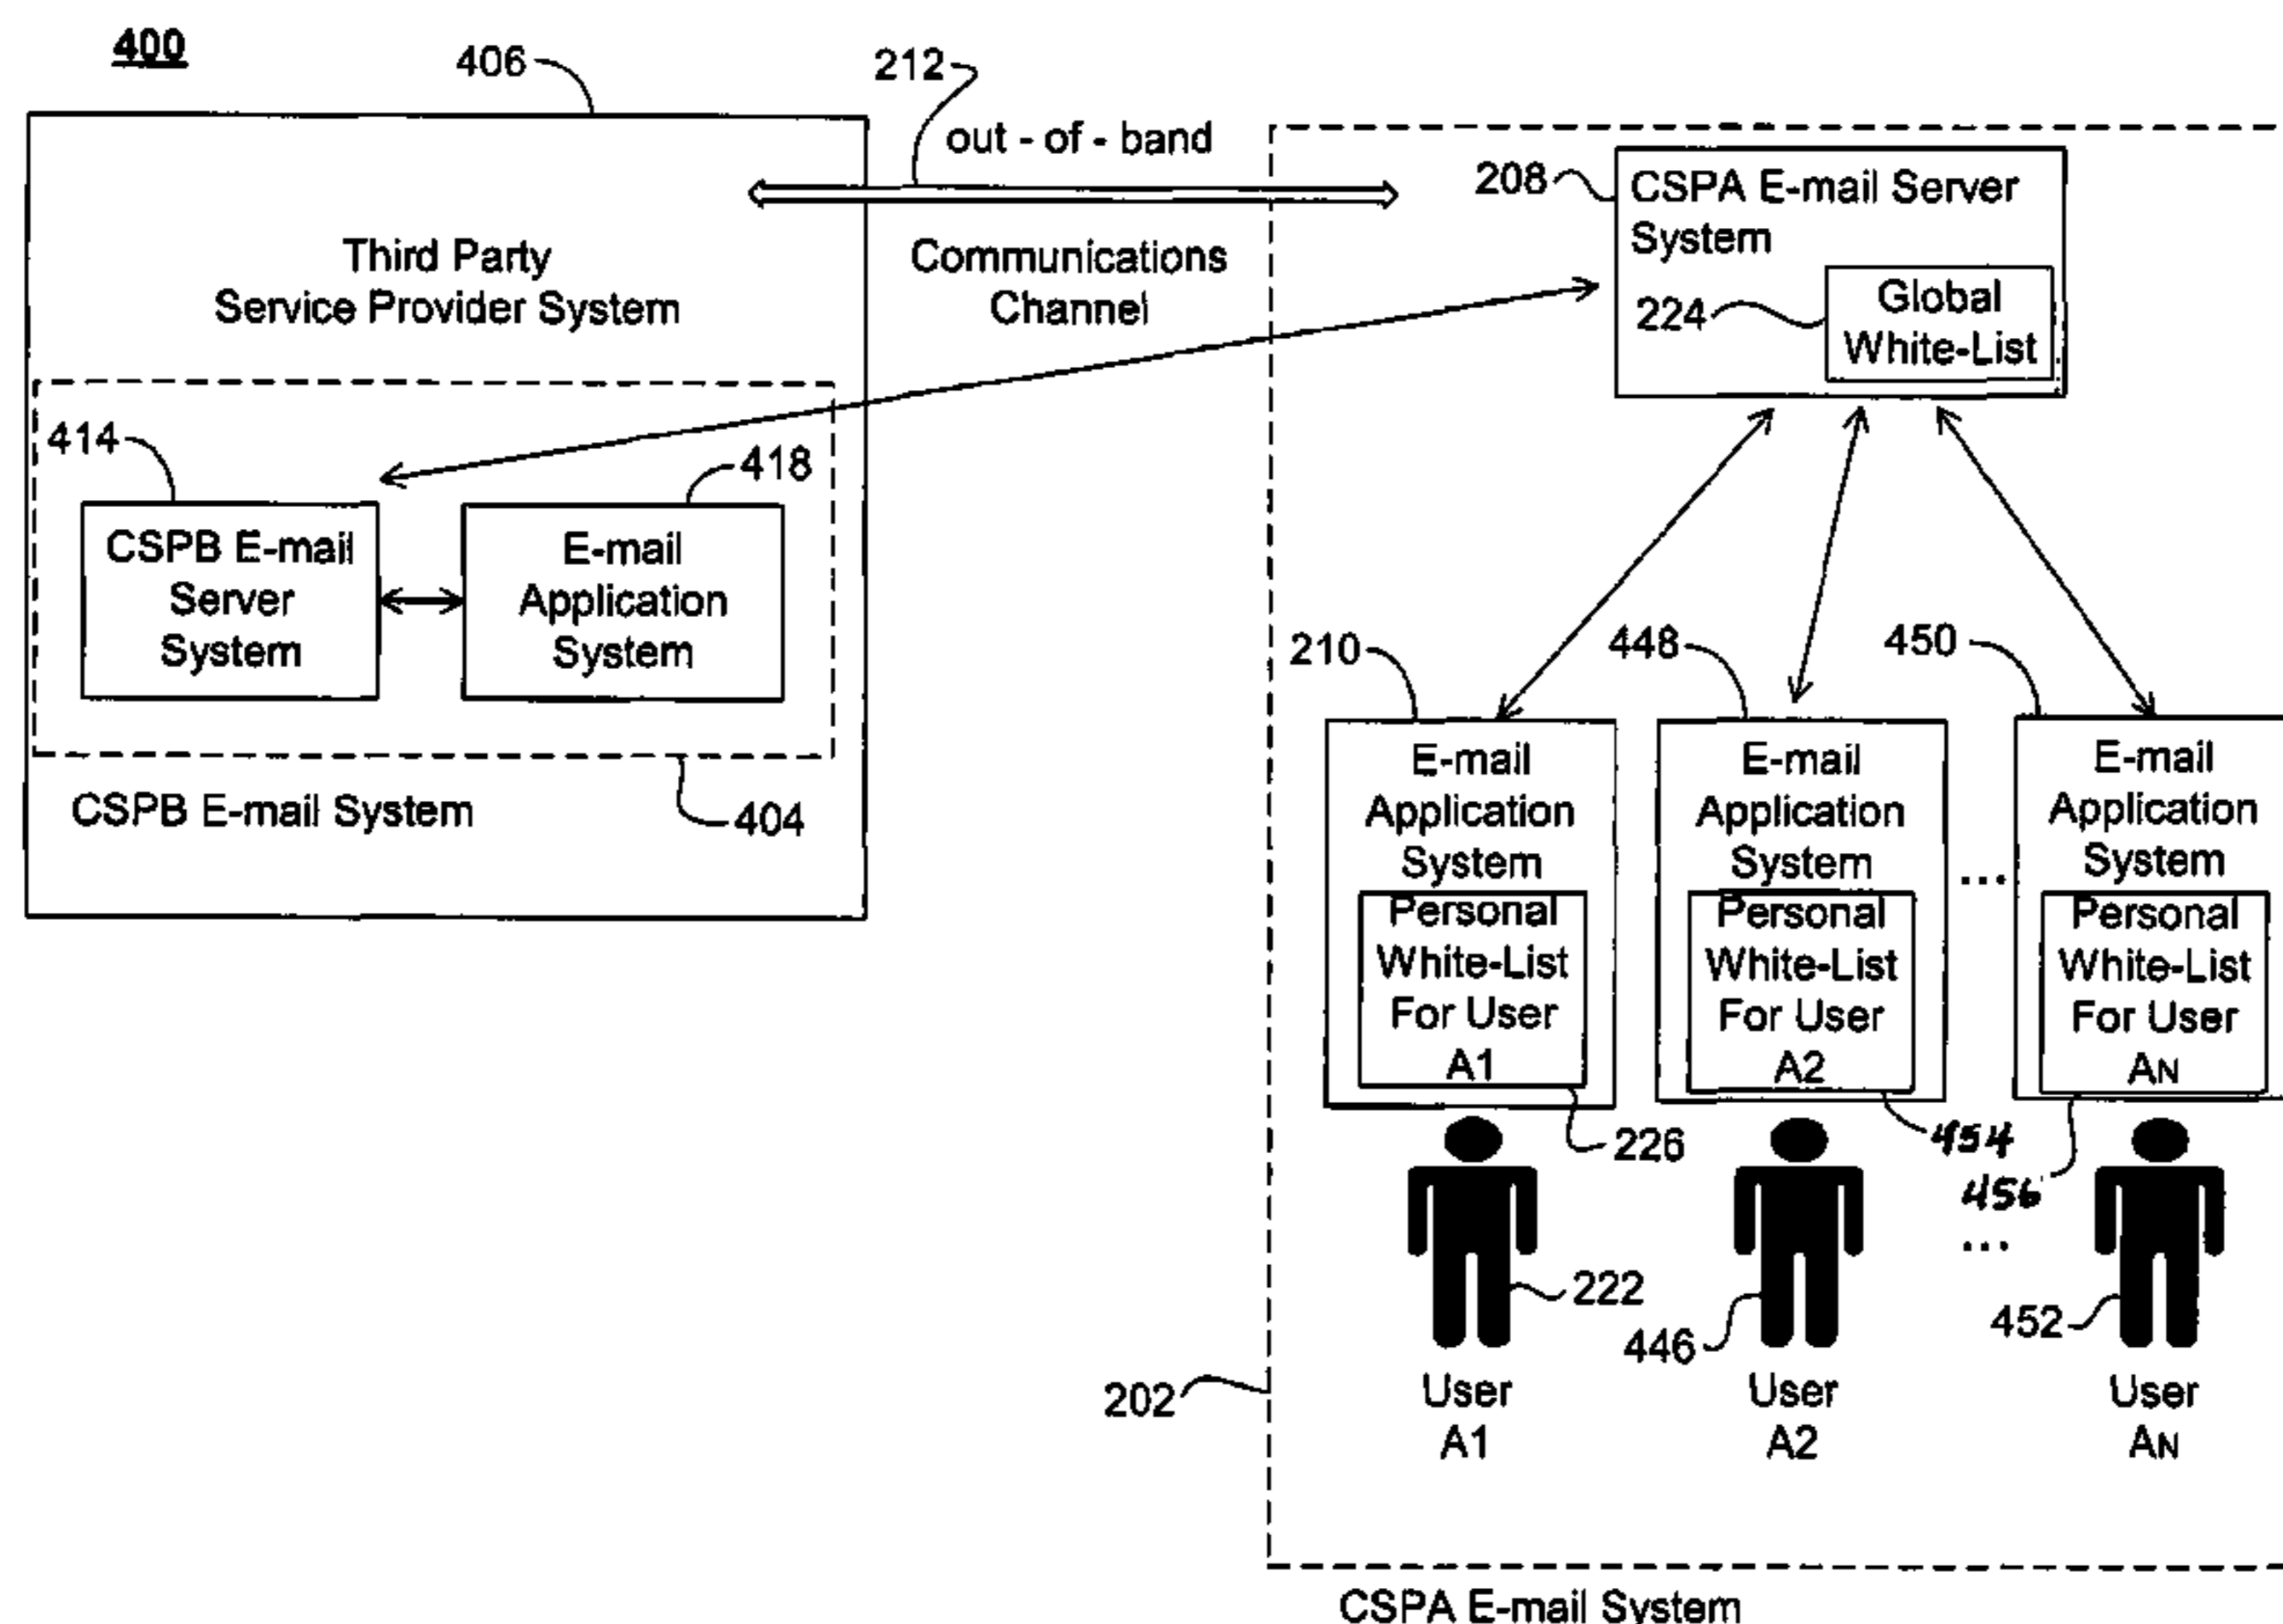 400
406
212
out - of - band
Third Party
Service Provider System
Communications
Channel
208
CSPA E-mail Server
System
224
Global
White-List
414
418
CSPB E-mail
Server
System
E-mail
Application
System
CSPB E-mail System
404
210
448
450
E-mail
Application
System
Personal
White-List
For User
A1
E-mail
Application
System
Personal
White-List
For User
A2
...
E-mail
Application
System
Personal
White-List
For User
AN
226
454
456
...
222
446
452
202
User
A1
User
A2
User
AN
CSPA E-mail System